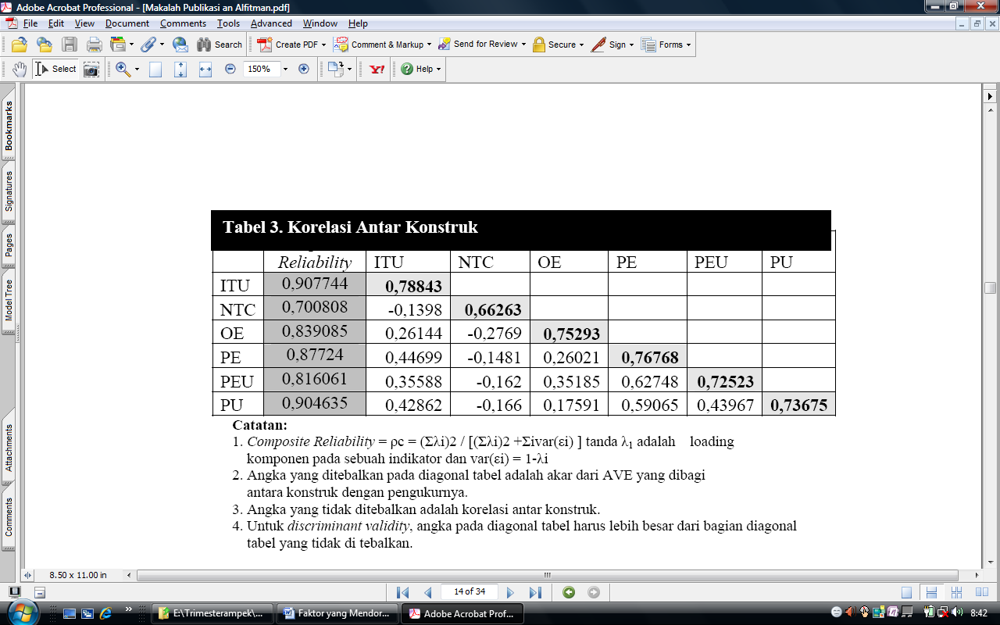 Adobe Acrobat Professional - [Makalah Publikasi an Alfitman.pdf]
File Edit View Document Comments Tools Advanced Window Help
Search Create PDF Comment & Markup Send for Review Secure Sign Forms
Select 150% Y! Help
Bookmarks
Signatures
Pages
Model Tree
Attachments
Comments
Tabel 3. Korelasi Antar Konstruk
Reliability ITU NTC OE PE PEU PU
ITU 0,907744 0,78843
NTC 0,700808 -0,1398 0,66263
OE 0,839085 0,26144 -0,2769 0,75293
PE 0,87724 0,44699 -0,1481 0,26021 0,76768
PEU 0,816061 0,35588 -0,162 0,35185 0,62748 0,72523
PU 0,904635 0,42862 -0,166 0,17591 0,59065 0,43967 0,73675
Catatan:
1. Composite Reliability = ρc = (Σλi)2 / [(Σλi)2 +Σivar(εi) ] tanda λ1 adalah loading
komponen pada sebuah indikator dan var(εi) = 1-λi
2. Angka yang ditebalkan pada diagonal tabel adalah akar dari AVE yang dibagi
antara konstruk dengan pengukurnya.
3. Angka yang tidak ditebalkan adalah korelasi antar konstruk.
4. Untuk discriminant validity, angka pada diagonal tabel harus lebih besar dari bagian diagonal
tabel yang tidak di tebalkan.
8.50 x 11.00 in
14 of 34
E:\Trimesterampek\... Faktor yang Mendor... Adobe Acrobat Prof... 8:42